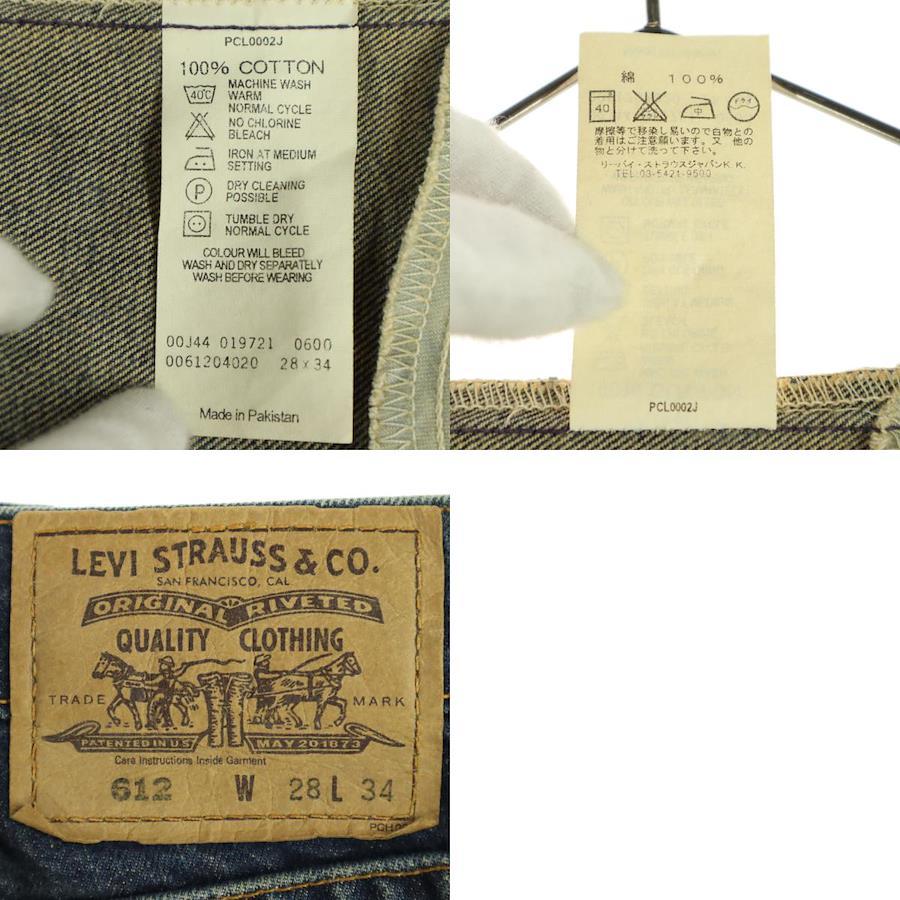 PCL0002J
100% COTTON
40°C
MACHINE WASH
WARM
NORMAL CYCLE
NO CHLORINE
BLEACH
IRON AT MEDIUM
SETTING
P
DRY CLEANING
POSSIBLE
TUMBLE DRY
NORMAL CYCLE
COLOUR WILL BLEED
WASH AND DRY SEPARATELY
WASH BEFORE WEARING
00J44 019721 0600
0061204020 28 x 34
Made in Pakistan
綿 100%
40 中 ドライ
摩擦等で移染し易いので白物との
着用はご注意願います。又 他の
物と分けて洗って下さい。
リーバイ・ストラウスジャパンK.K.
TEL:03-5421-9500
PCL0002J
LEVI STRAUSS & CO.
SAN FRANCISCO, CAL
ORIGINAL RIVETED
QUALITY CLOTHING
TRADE MARK
PATENTED IN U.S. MAY 20 1873
Care Instructions Inside Garment
612 W 28 L 34